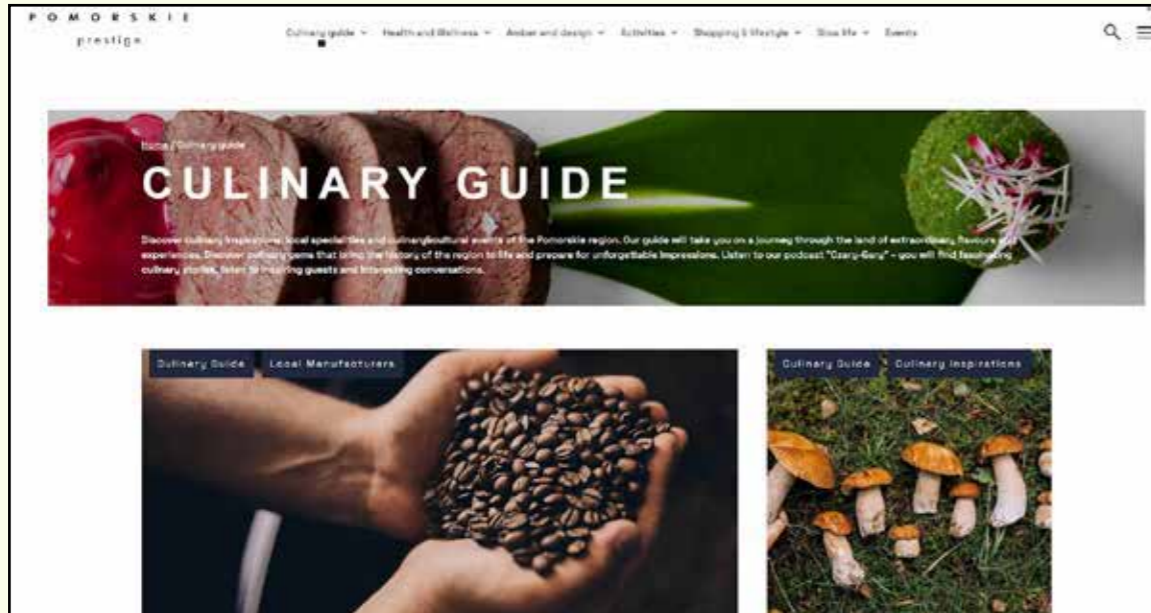 POMORSKIE
prestige
Culinary guide
Health and Wellness
Amber and design
Activities
Shopping & lifestyle
Slow life
Events
Home / Culinary guide
CULINARY GUIDE
Discover culinary inspirations, local specialities and culinary/cultural events of the Pomorskie region. Our guide will take you on a journey through the land of extraordinary flavours and
experiences. Discover culinary gems that bring the history of the region to life and prepare for unforgettable impressions. Listen to our podcast "Czary-Gary" - you will find fascinating
culinary stories, listen to inspiring guests and interesting conversations.
Culinary Guide
Local Manufacturers
Culinary Guide
Culinary Inspirations